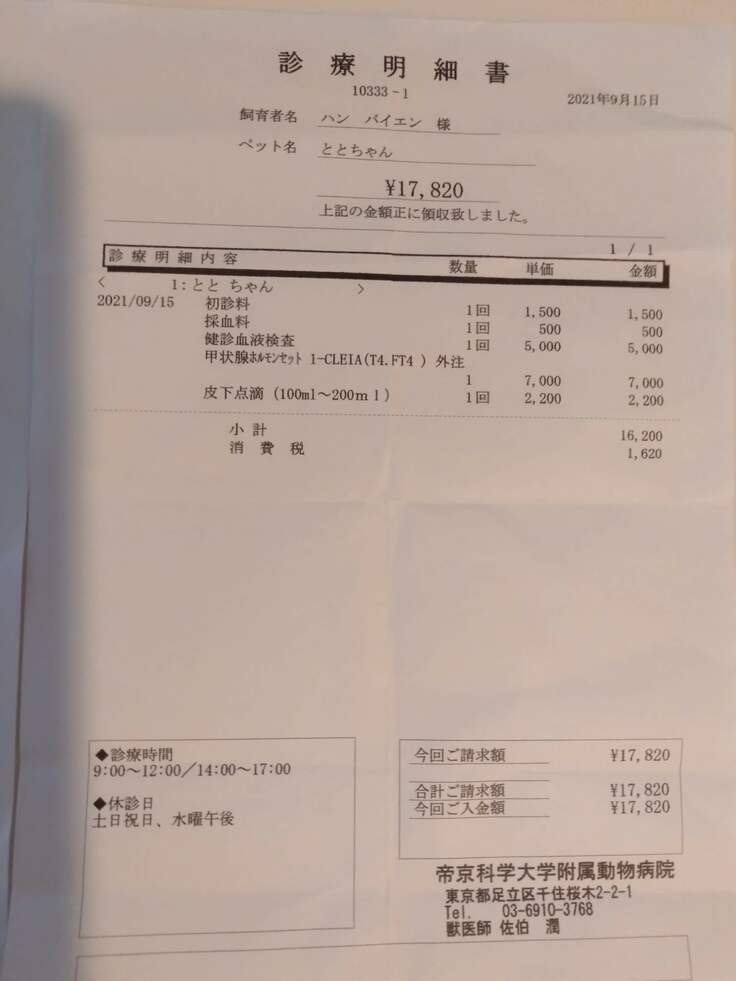 診 療 明 細 書
10333-1
2021年9月15日
飼育者名 ハン バイエン 様
ペット名 ととちゃん
¥17,820
上記の金額正に領収致しました。
1 / 1
診 療 明 細 内 容 数量 単価 金額
< 1:とと ちゃん >
2021/09/15 初診料 1回 1,500 1,500
採血料 1回 500 500
健診血液検査 1回 5,000 5,000
甲状腺ﾎﾙﾓﾝｾｯﾄ 1-CLEIA(T4.FT4 ) 外注
1 7,000 7,000
皮下点滴 (100ml～200ml) 1回 2,200 2,200
小 計 16,200
消 費 税 1,620
◆診療時間
9:00～12:00/14:00～17:00
◆休診日
土日祝日、水曜午後
今回ご請求額 ¥17,820
合計ご請求額 ¥17,820
今回ご入金額 ¥17,820
帝京科学大学附属動物病院
東京都足立区千住桜木2-2-1
Tel. 03-6910-3768
獣医師 佐伯 潤